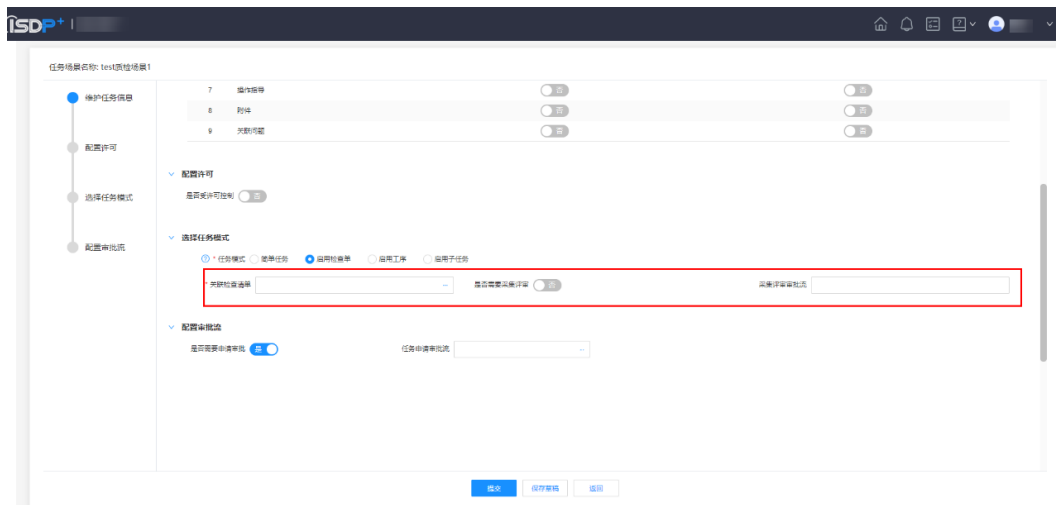 iSDP+ |
任务场景名称: test质检场景1
维护任务信息
配置许可
选择任务模式
配置审批流
7 操作指导 否 否
8 附件 否 否
9 关联问题 否 否
配置许可
是否受许可控制 否
选择任务模式
* 任务模式 简单任务 启用检查单 启用工序 启用子任务
* 关联检查清单 ... 是否需要采集评审 否 采集评审审批流
配置审批流
是否需要申请审批 是 任务申请审批流 ...
提交 保存草稿 返回